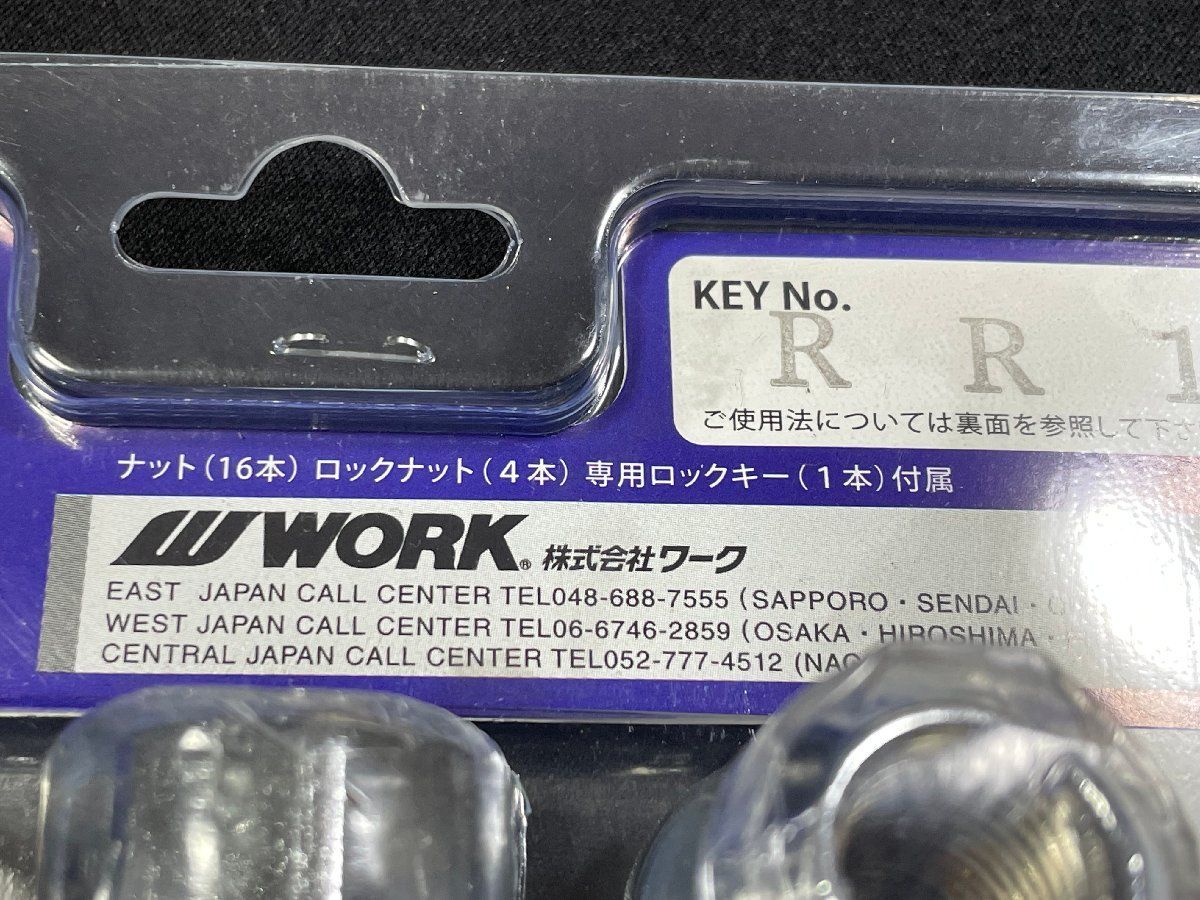 KEY No.
R R 1
ご使用法については裏面を参照して下さ
ナット(16本) ロックナット(4本) 専用ロックキー(1本)付属
WORK® 株式会社ワーク
EAST JAPAN CALL CENTER TEL048-688-7555 (SAPPORO・SENDAI・
WEST JAPAN CALL CENTER TEL06-6746-2859 (OSAKA・HIROSHIMA・
CENTRAL JAPAN CALL CENTER TEL052-777-4512